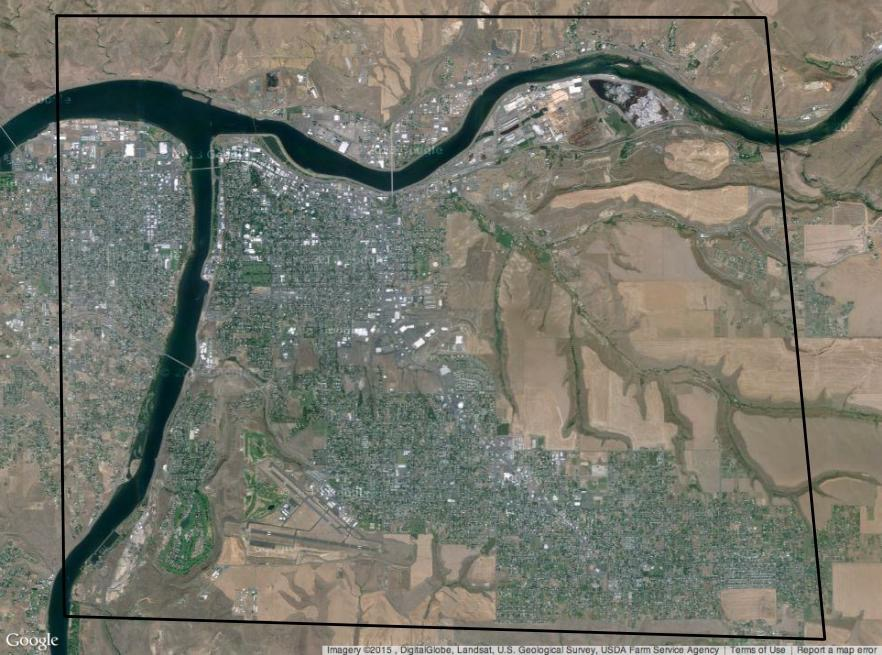 Google
Imagery ©2015 , DigitalGlobe, Landsat, U.S. Geological Survey, USDA Farm Service Agency | Terms of Use | Report a map error